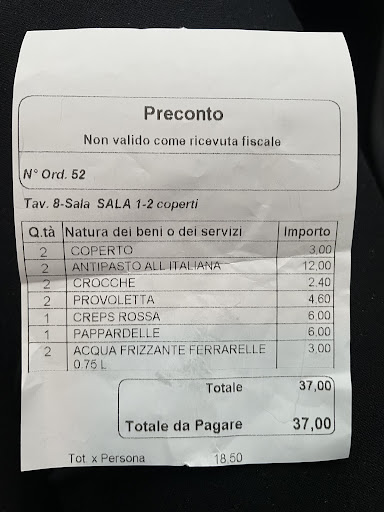 Preconto
Non valido come ricevuta fiscale
N° Ord. 52
Tav. 8-Sala SALA 1-2 coperti
Q.tà Natura dei beni o dei servizi Importo
2 COPERTO 3,00
2 ANTIPASTO ALL ITALIANA 12,00
2 CROCCHE 2,40
2 PROVOLETTA 4,60
1 CREPS ROSSA 6,00
1 PAPPARDELLE 6,00
2 ACQUA FRIZZANTE FERRARELLE 3,00
0.75 L
Totale 37,00
Totale da Pagare 37,00
Tot x Persona 18,50